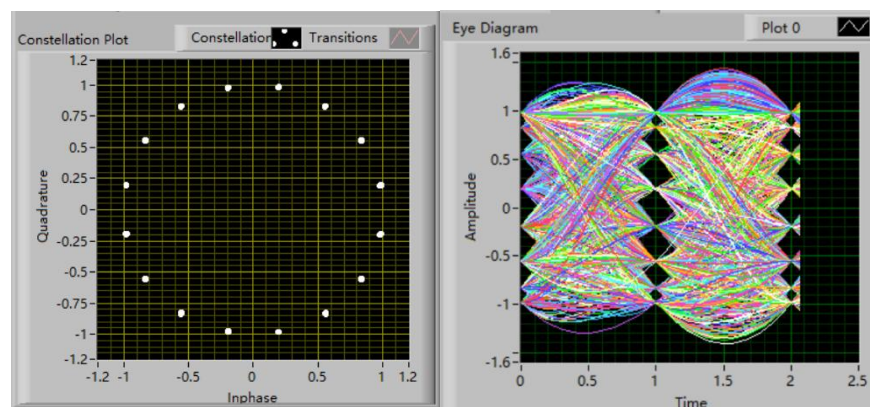 Constellation Plot
Constellation
Transitions
1.2
1
0.75
0.5
0.25
0
-0.25
-0.5
-0.75
-1
-1.2
Quadrature
-1.2 -1 -0.5 0 0.5 1 1.2
Inphase
Eye Diagram
Plot 0
1.6
1
0.5
0
-0.5
-1
-1.6
Amplitude
0 0.5 1 1.5 2 2.5
Time